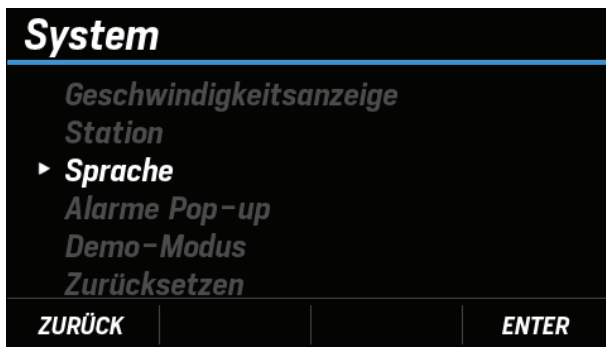 System
Geschwindigkeitsanzeige
Station
Sprache
Alarme Pop-up
Demo-Modus
Zurücksetzen
ZURÜCK ENTER